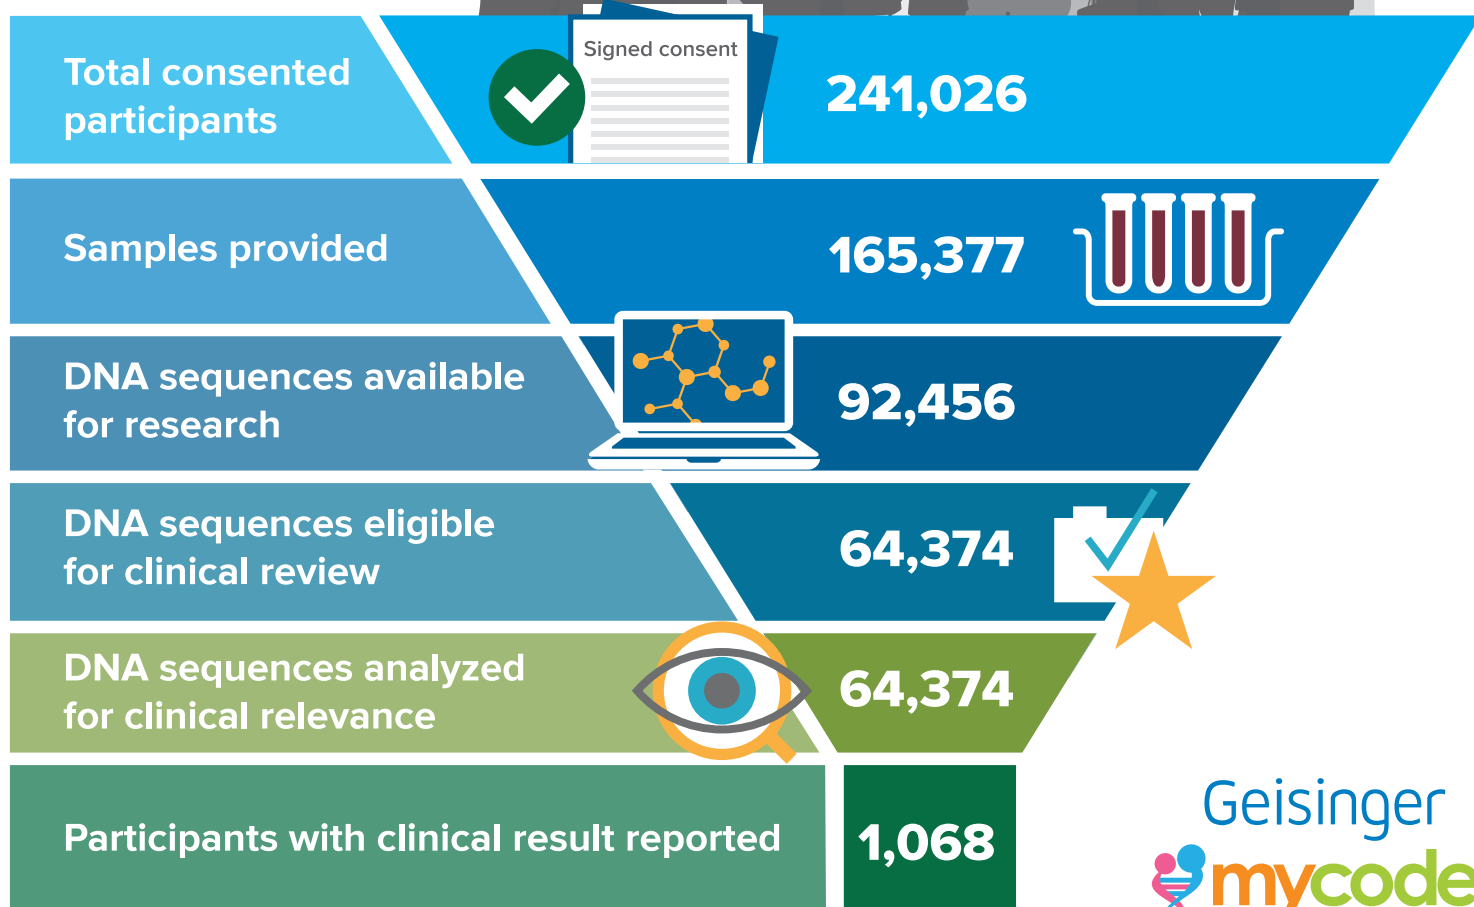 Total consented
participants
Signed consent
241,026
Samples provided
165,377
DNA sequences available
for research
92,456
DNA sequences eligible
for clinical review
64,374
DNA sequences analyzed
for clinical relevance
64,374
Participants with clinical result reported
1,068
Geisinger
mycode